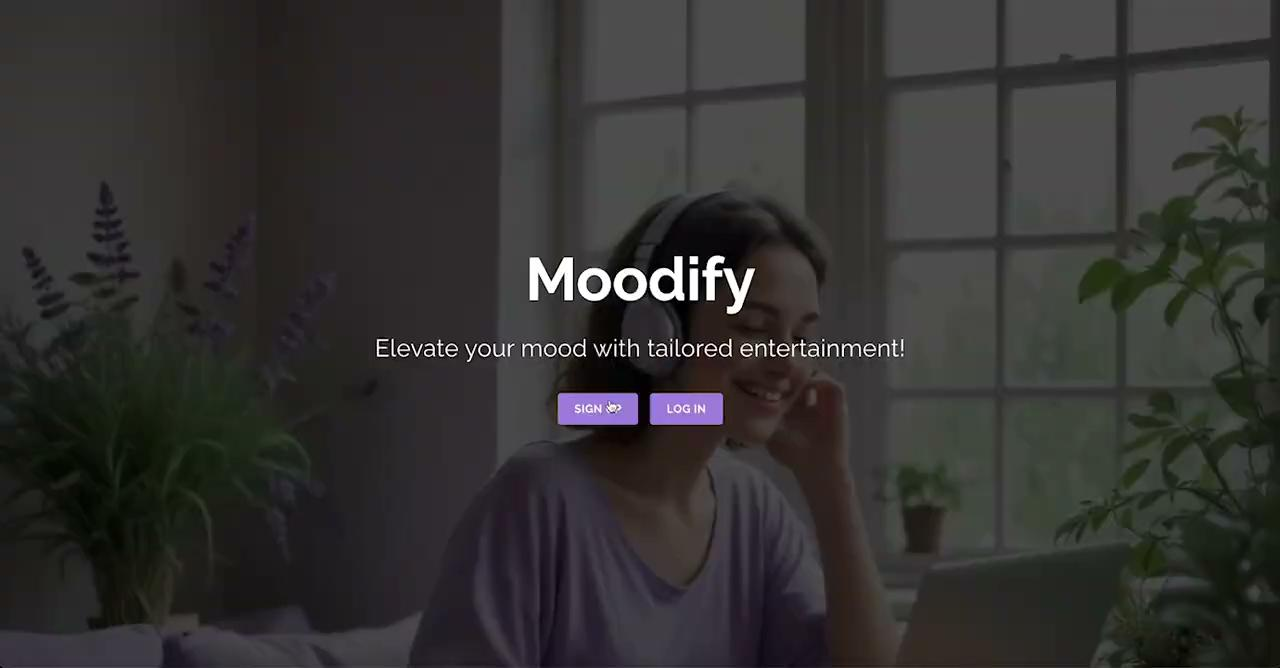 Moodify
Elevate your mood with tailored entertainment!
SIGN
LOG IN